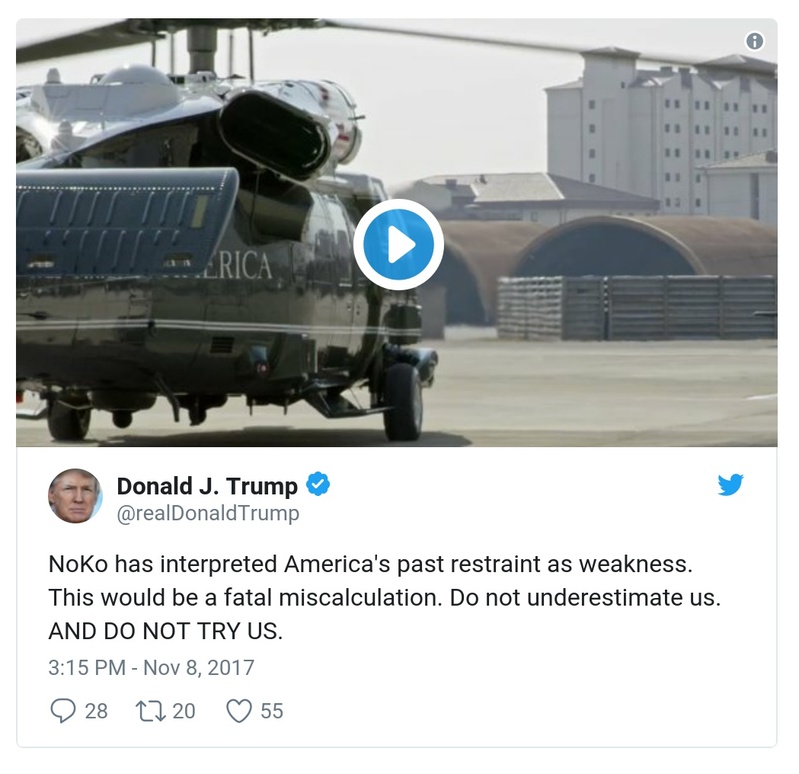 ERICA
Donald J. Trump
@realDonaldTrump
NoKo has interpreted America's past restraint as weakness.
This would be a fatal miscalculation. Do not underestimate us.
AND DO NOT TRY US.
3:15 PM - Nov 8, 2017
28 20 55